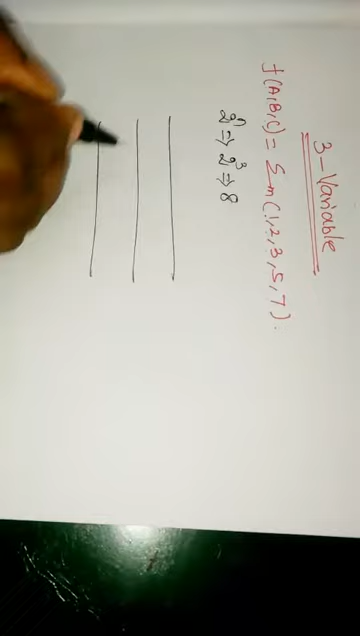 3-Variable
f(A,B,C) = Σm(1,2,3,5,7).
2ⁿ ⇒ 2³ ⇒ 8